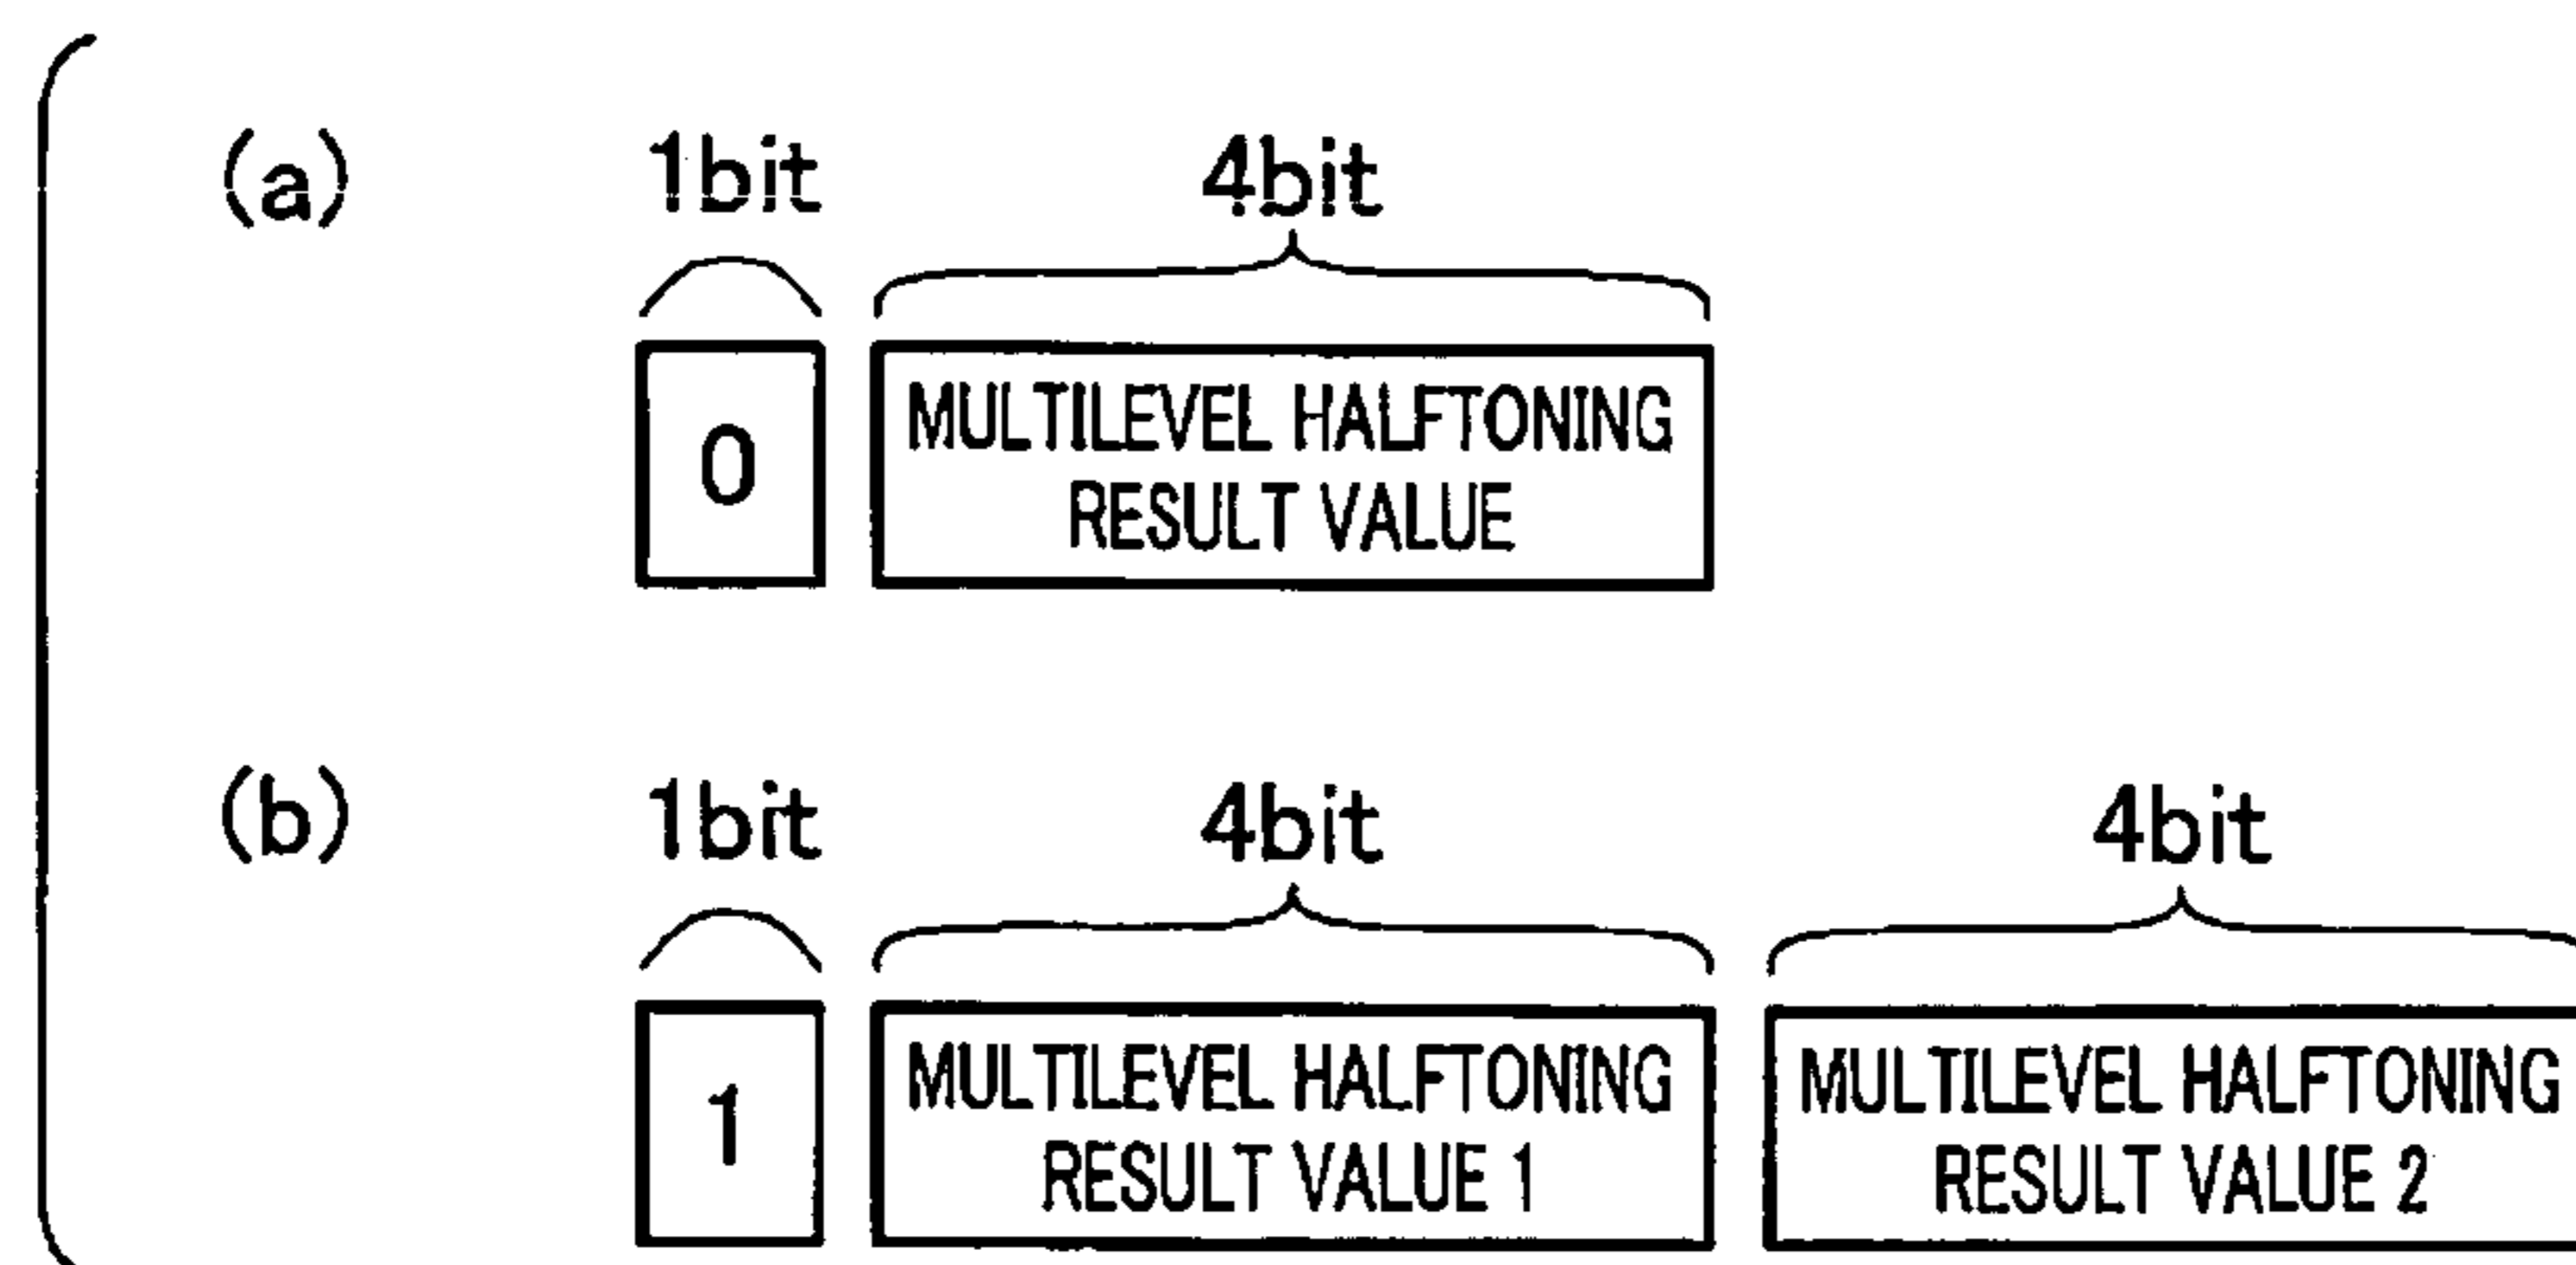 (a) 1bit 4bit
0 MULTILEVEL HALFTONING
RESULT VALUE
(b) 1bit 4bit 4bit
1 MULTILEVEL HALFTONING
RESULT VALUE 1
MULTILEVEL HALFTONING
RESULT VALUE 2